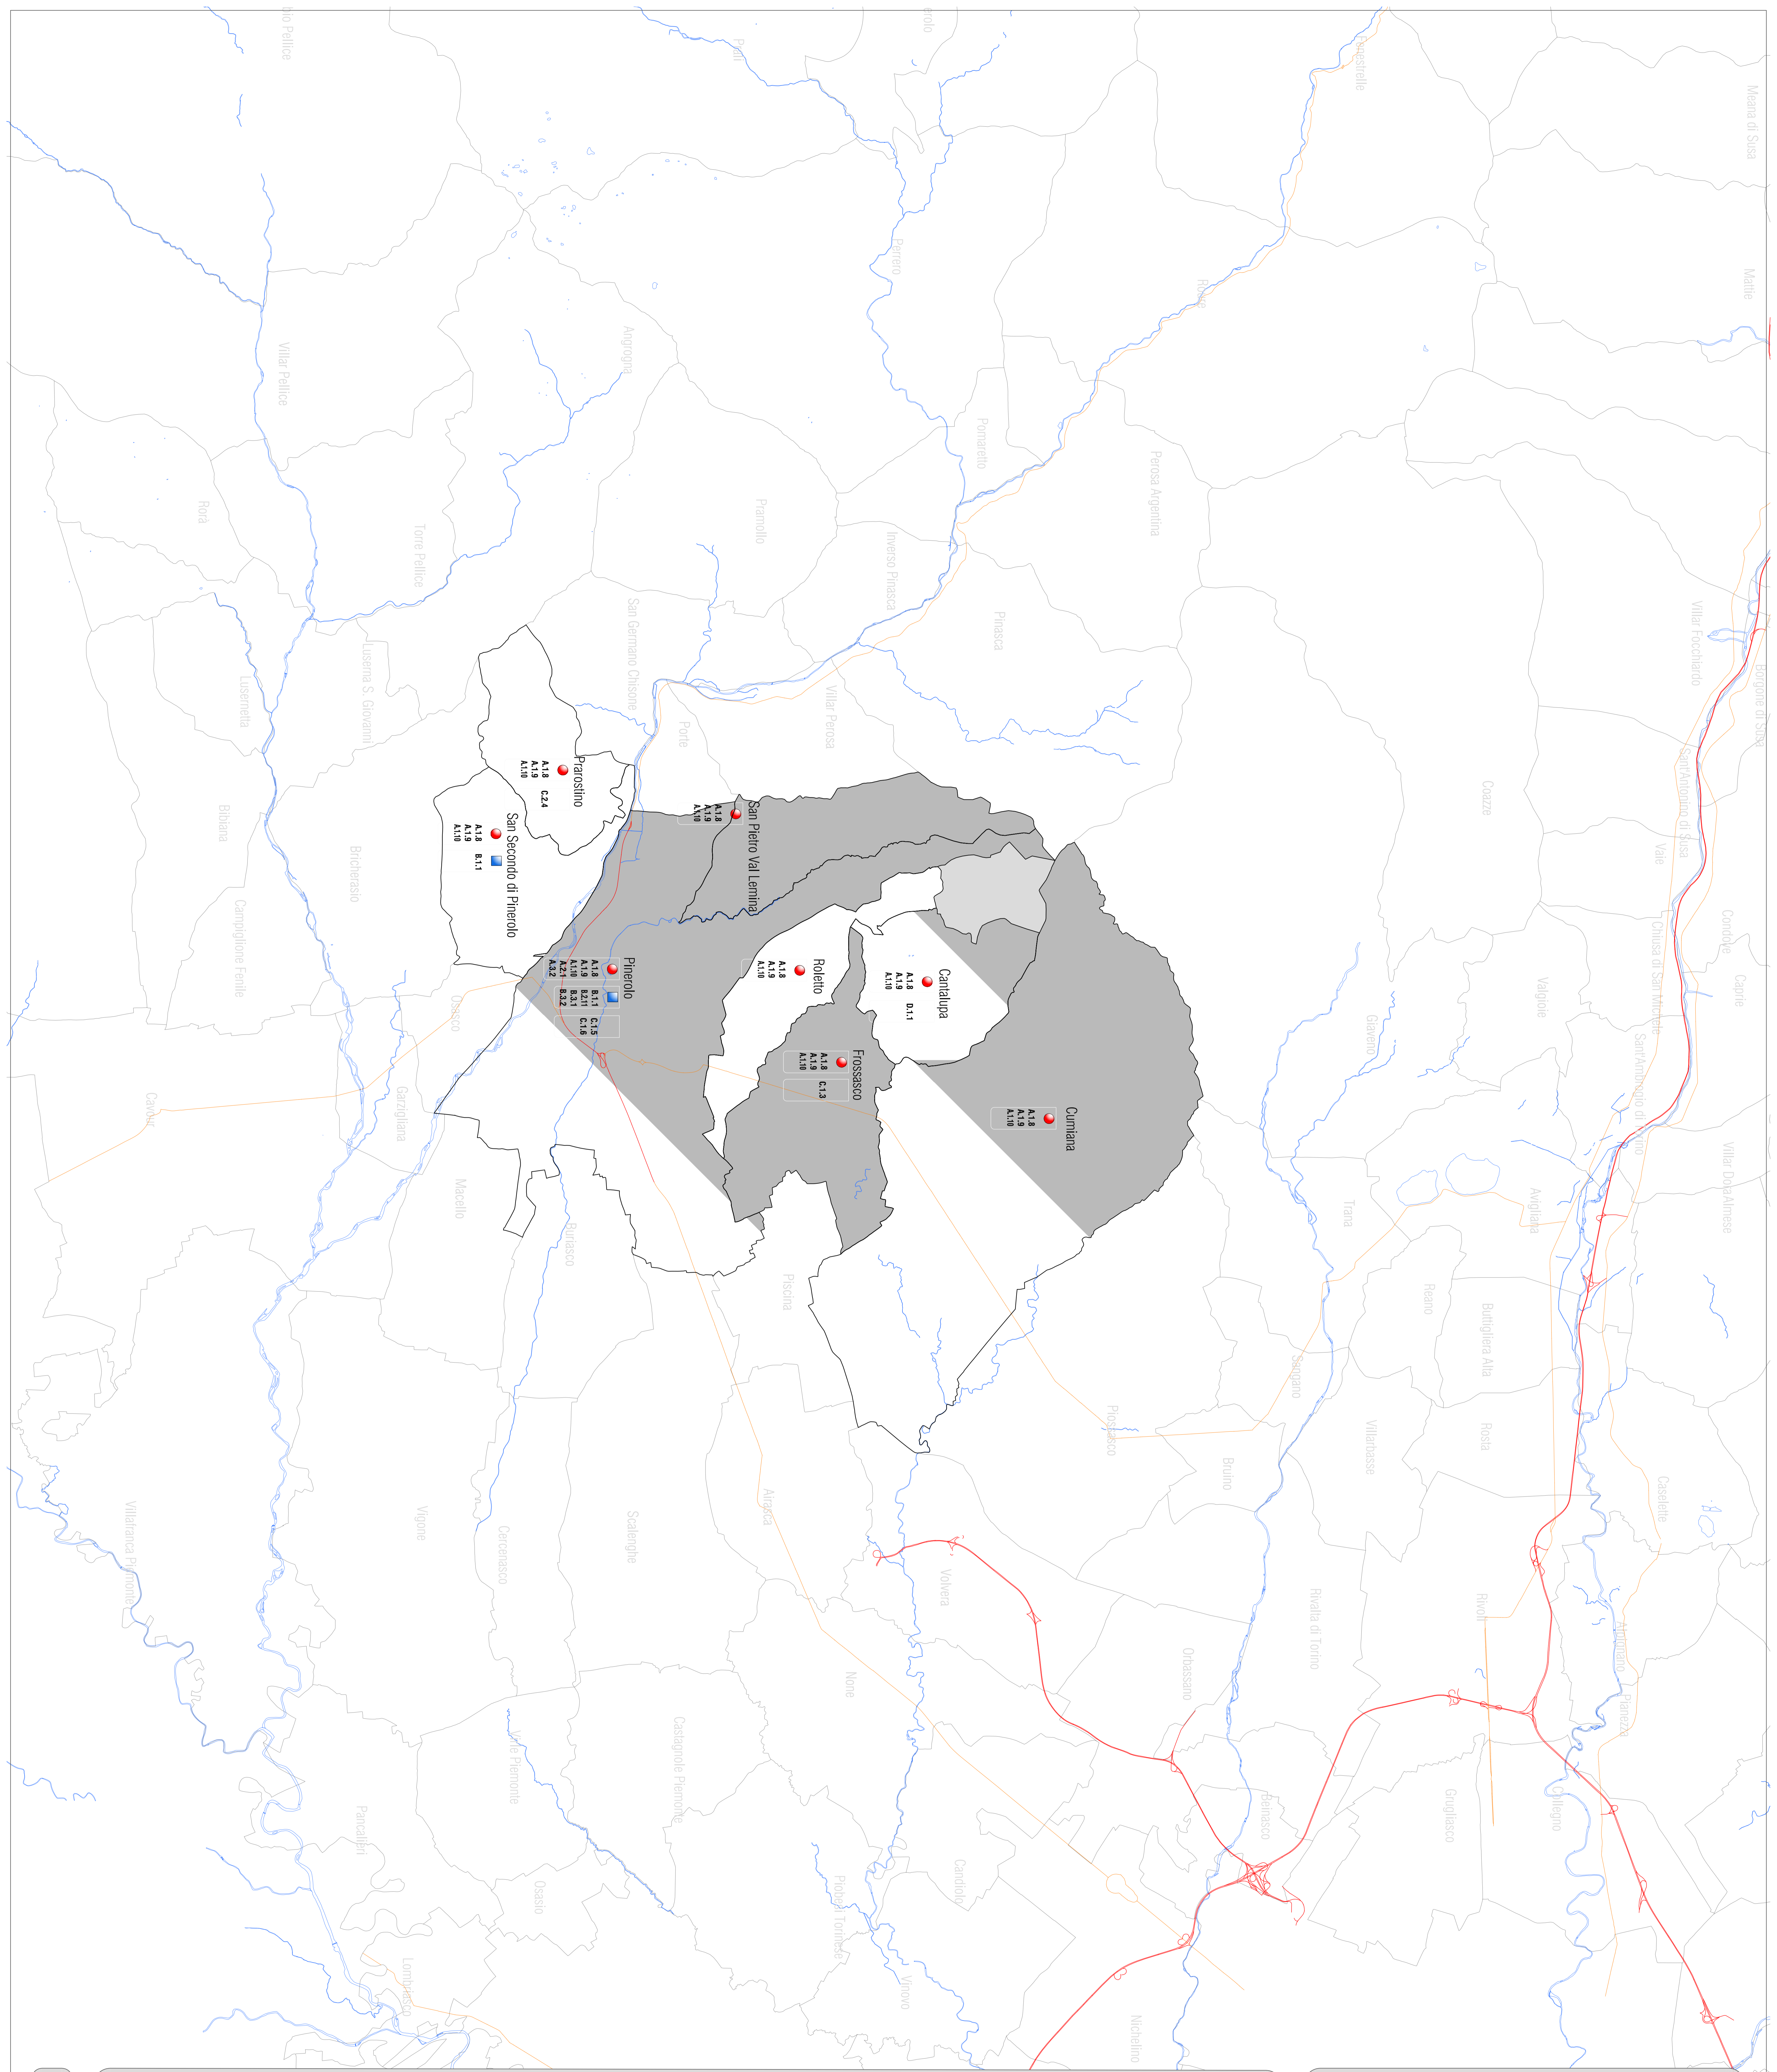 bio Pellice
Prali
Fenestrelle
Meana di Susa
Perrero
Roure
Mattie
Angrogna
Villar Pellice
Pomaretto
Perosa Argentina
Rorà
Torre Pellice
Pramollo
Inverso Pinasca
Pinasca
San Germano Chisone
Villar Focchiardo
Borgone di Susa
Luserna S. Giovanni
Lusernetta
Porte
Villar Perosa
Sant'Antonino di Susa
Coazze
Vaie
Bibiana
Bricherasio
Campiglione Fenile
Prarostino
A.1.8 C.2.4
A.1.9
A.1.10
San Secondo di Pinerolo
A.1.8 B.1.1
A.1.9
A.1.10
San Pietro Val Lemina
A.1.8
A.1.9
A.1.10
Pinerolo
A.1.8 B.1.1 C.1.5
A.1.9 B.2.11 C.1.6
A.1.10 B.3.1
A.2.1 B.3.2
A.3.2
Roletto
A.1.8
A.1.9
A.1.10
Cantalupa
A.1.8 D.1.1
A.1.9
A.1.10
Frossasco
A.1.8 C.1.3
A.1.9
A.1.10
Cumiana
A.1.8
A.1.9
A.1.10
Condove
Caprie
Chiusa di San Michele
Valgioie
Giaveno
Sant'Ambrogio di Torino
Villar Dora
Almese
Osasco
Garzigliana
Cavour
Macello
Buriasco
Trana
Avigliana
Piscina
Reano
Buttigliera Alta
Sangano
Piossasco
Villarbasse
Rosta
Bruino
Caselette
Airasca
Scalenghe
Cercenasco
Vigone
Villafranca Piemonte
Volvera
Rivalta di Torino
Rivoli
Alpignano
Pianezza
Orbassano
None
Castagnole Piemonte
Virle Piemonte
Pancalieri
Beinasco
Grugliasco
Collegno
Candiolo
Osasio
Piobesi Torinese
Lombriasco
Vinovo
Nichelino